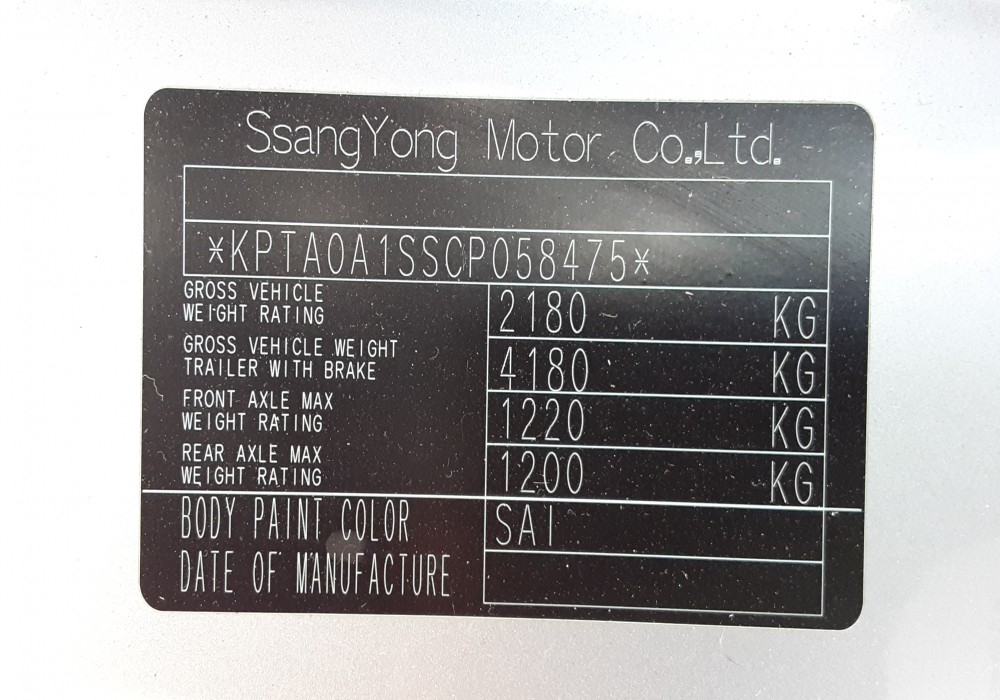 SsangYong Motor Co.,Ltd.
*KPTA0A1SSCP058475*
GROSS VEHICLE
WEIGHT RATING 2180 KG
GROSS VEHICLE WEIGHT
TRAILER WITH BRAKE 4180 KG
FRONT AXLE MAX
WEIGHT RATING 1220 KG
REAR AXLE MAX
WEIGHT RATING 1200 KG
BODY PAINT COLOR SAI
DATE OF MANUFACTURE